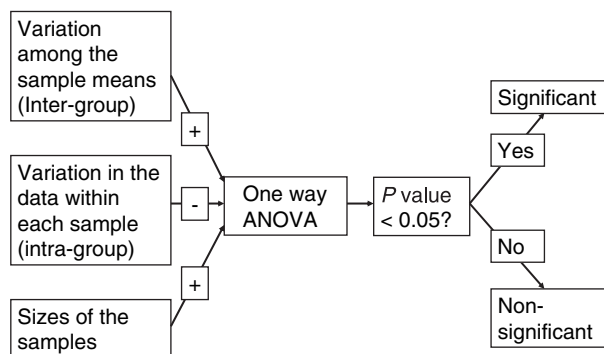 Variation
among the
sample means
(Inter-group)
+
Variation in the
data within
each sample
(intra-group)
-
Sizes of the
samples
+
One way
ANOVA
P value
< 0.05?
Yes
Significant
No
Non-
significant